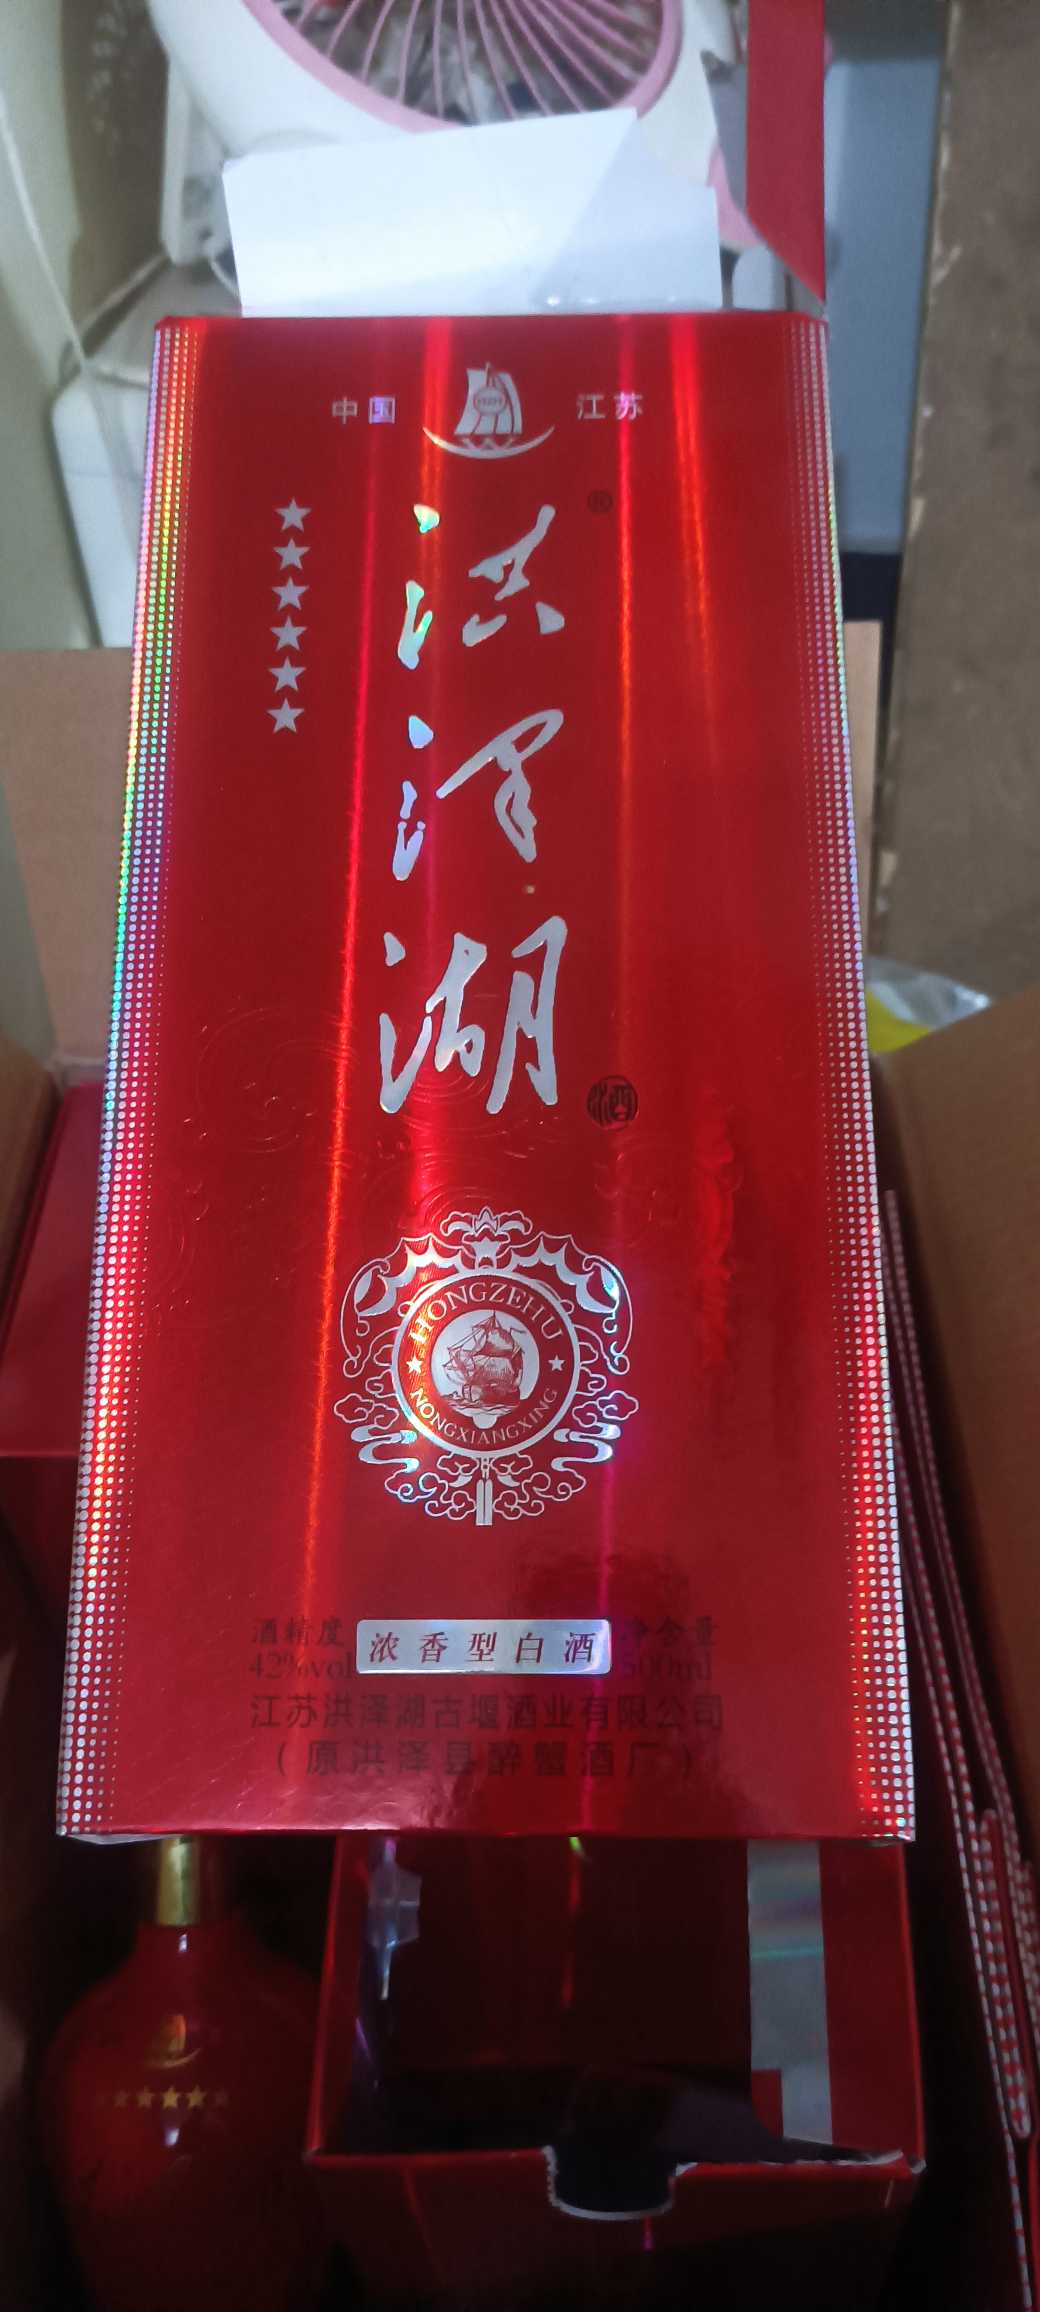 中国 江苏
HZH
洪泽湖®
酒
HONGZEHU
NONGXIANGXING
酒精度 净含量
浓香型白酒
42%vol 500ml
江苏洪泽湖古堰酒业有限公司
（原洪泽县醉蟹酒厂）